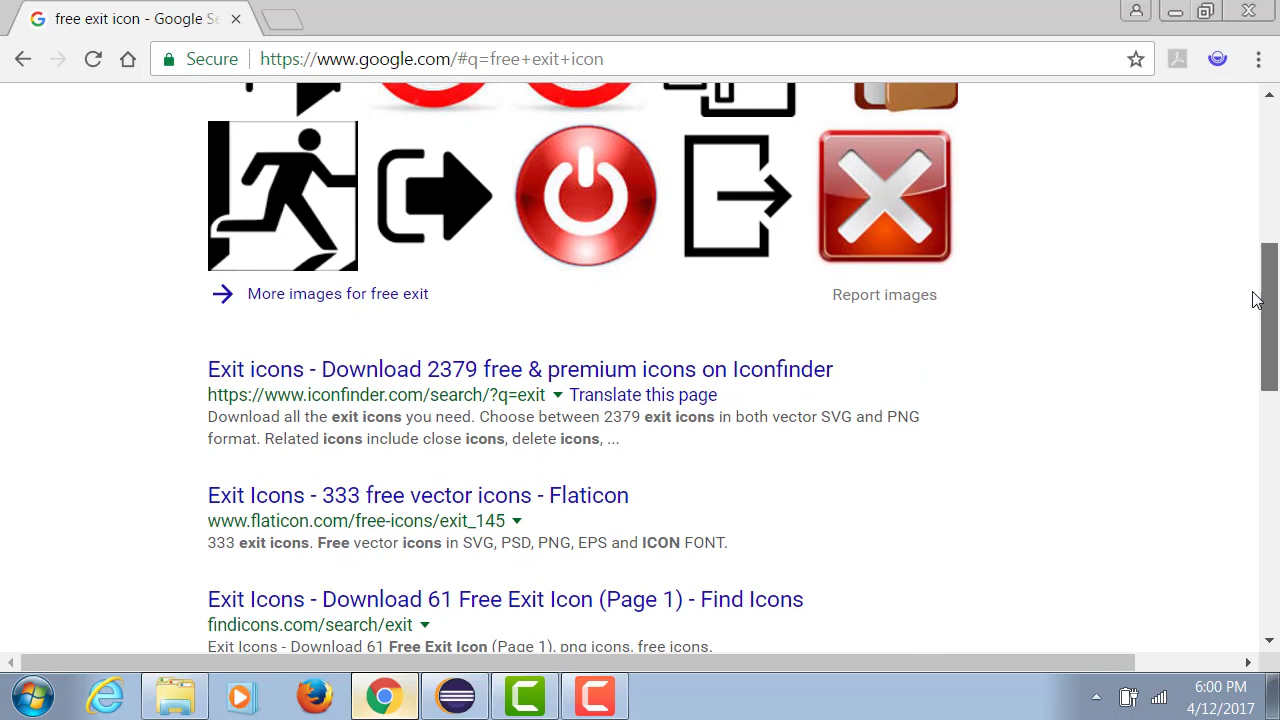 free exit icon - Google Se
Secure https://www.google.com/#q=free+exit+icon
More images for free exit
Report images
Exit icons - Download 2379 free & premium icons on Iconfinder
https://www.iconfinder.com/search/?q=exit Translate this page
Download all the exit icons you need. Choose between 2379 exit icons in both vector SVG and PNG
format. Related icons include close icons, delete icons, ...
Exit Icons - 333 free vector icons - Flaticon
www.flaticon.com/free-icons/exit_145
333 exit icons. Free vector icons in SVG, PSD, PNG, EPS and ICON FONT.
Exit Icons - Download 61 Free Exit Icon (Page 1) - Find Icons
findicons.com/search/exit
Exit Icons - Download 61 Free Exit Icon (Page 1), png icons, free icons.
6:00 PM
4/12/2017